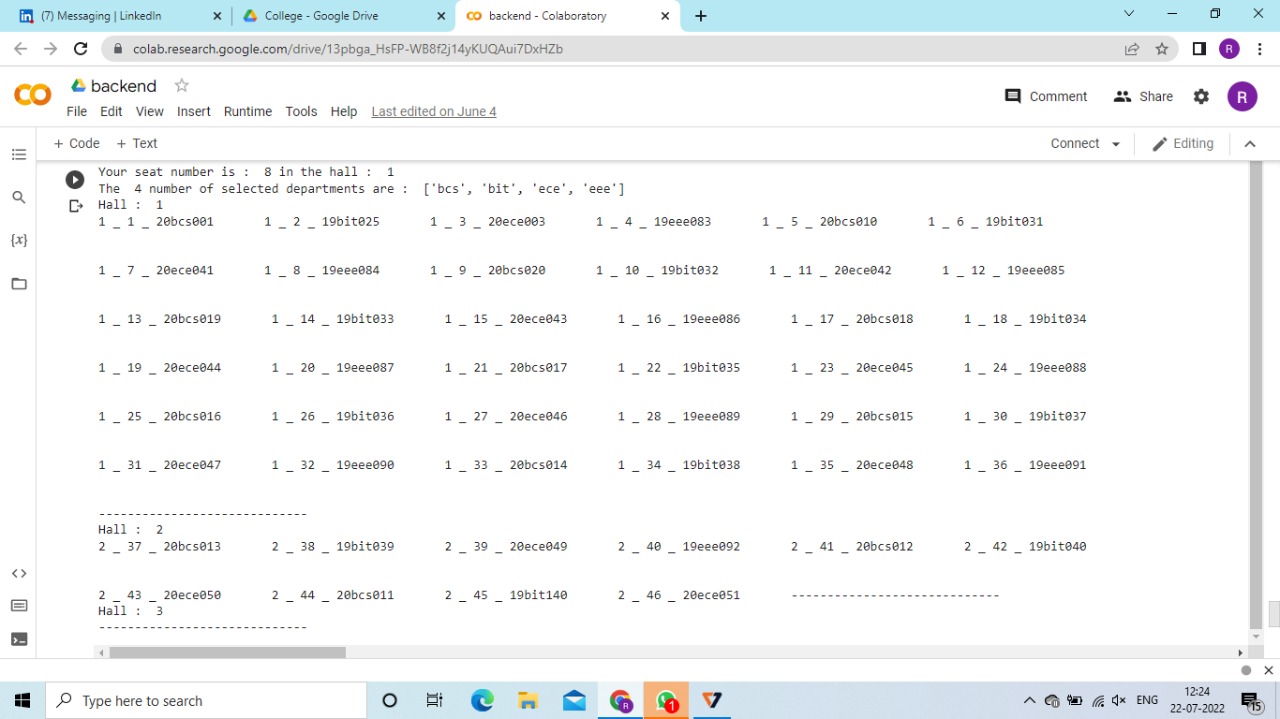 (7) Messaging | LinkedIn
College - Google Drive
backend - Colaboratory
colab.research.google.com/drive/13pbga_HsFP-WB8f2j14yKUQAui7DxHZb
R
CO
backend
File Edit View Insert Runtime Tools Help Last edited on June 4
Comment Share R
+ Code + Text
Connect Editing
{x}
Your seat number is :  8 in the hall :  1
The  4 number of selected departments are :  ['bcs', 'bit', 'ece', 'eee']
Hall :  1
1 _ 1 _ 20bcs001 1 _ 2 _ 19bit025 1 _ 3 _ 20ece003 1 _ 4 _ 19eee083 1 _ 5 _ 20bcs010 1 _ 6 _ 19bit031
1 _ 7 _ 20ece041 1 _ 8 _ 19eee084 1 _ 9 _ 20bcs020 1 _ 10 _ 19bit032 1 _ 11 _ 20ece042 1 _ 12 _ 19eee085
1 _ 13 _ 20bcs019 1 _ 14 _ 19bit033 1 _ 15 _ 20ece043 1 _ 16 _ 19eee086 1 _ 17 _ 20bcs018 1 _ 18 _ 19bit034
1 _ 19 _ 20ece044 1 _ 20 _ 19eee087 1 _ 21 _ 20bcs017 1 _ 22 _ 19bit035 1 _ 23 _ 20ece045 1 _ 24 _ 19eee088
1 _ 25 _ 20bcs016 1 _ 26 _ 19bit036 1 _ 27 _ 20ece046 1 _ 28 _ 19eee089 1 _ 29 _ 20bcs015 1 _ 30 _ 19bit037
1 _ 31 _ 20ece047 1 _ 32 _ 19eee090 1 _ 33 _ 20bcs014 1 _ 34 _ 19bit038 1 _ 35 _ 20ece048 1 _ 36 _ 19eee091
-----------------------------
Hall :  2
2 _ 37 _ 20bcs013 2 _ 38 _ 19bit039 2 _ 39 _ 20ece049 2 _ 40 _ 19eee092 2 _ 41 _ 20bcs012 2 _ 42 _ 19bit040
2 _ 43 _ 20ece050 2 _ 44 _ 20bcs011 2 _ 45 _ 19bit140 2 _ 46 _ 20ece051 -----------------------------
Hall :  3
-----------------------------
Type here to search
R
1
ENG
12:24
22-07-2022
15